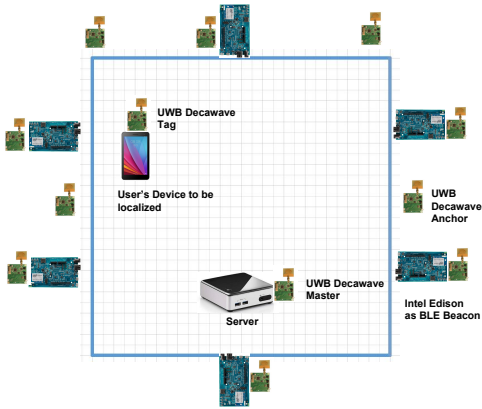 UWB Decawave
Tag
User's Device to be
localized
UWB
Decawave
Anchor
UWB Decawave
Master
Server
Intel Edison
as BLE Beacon